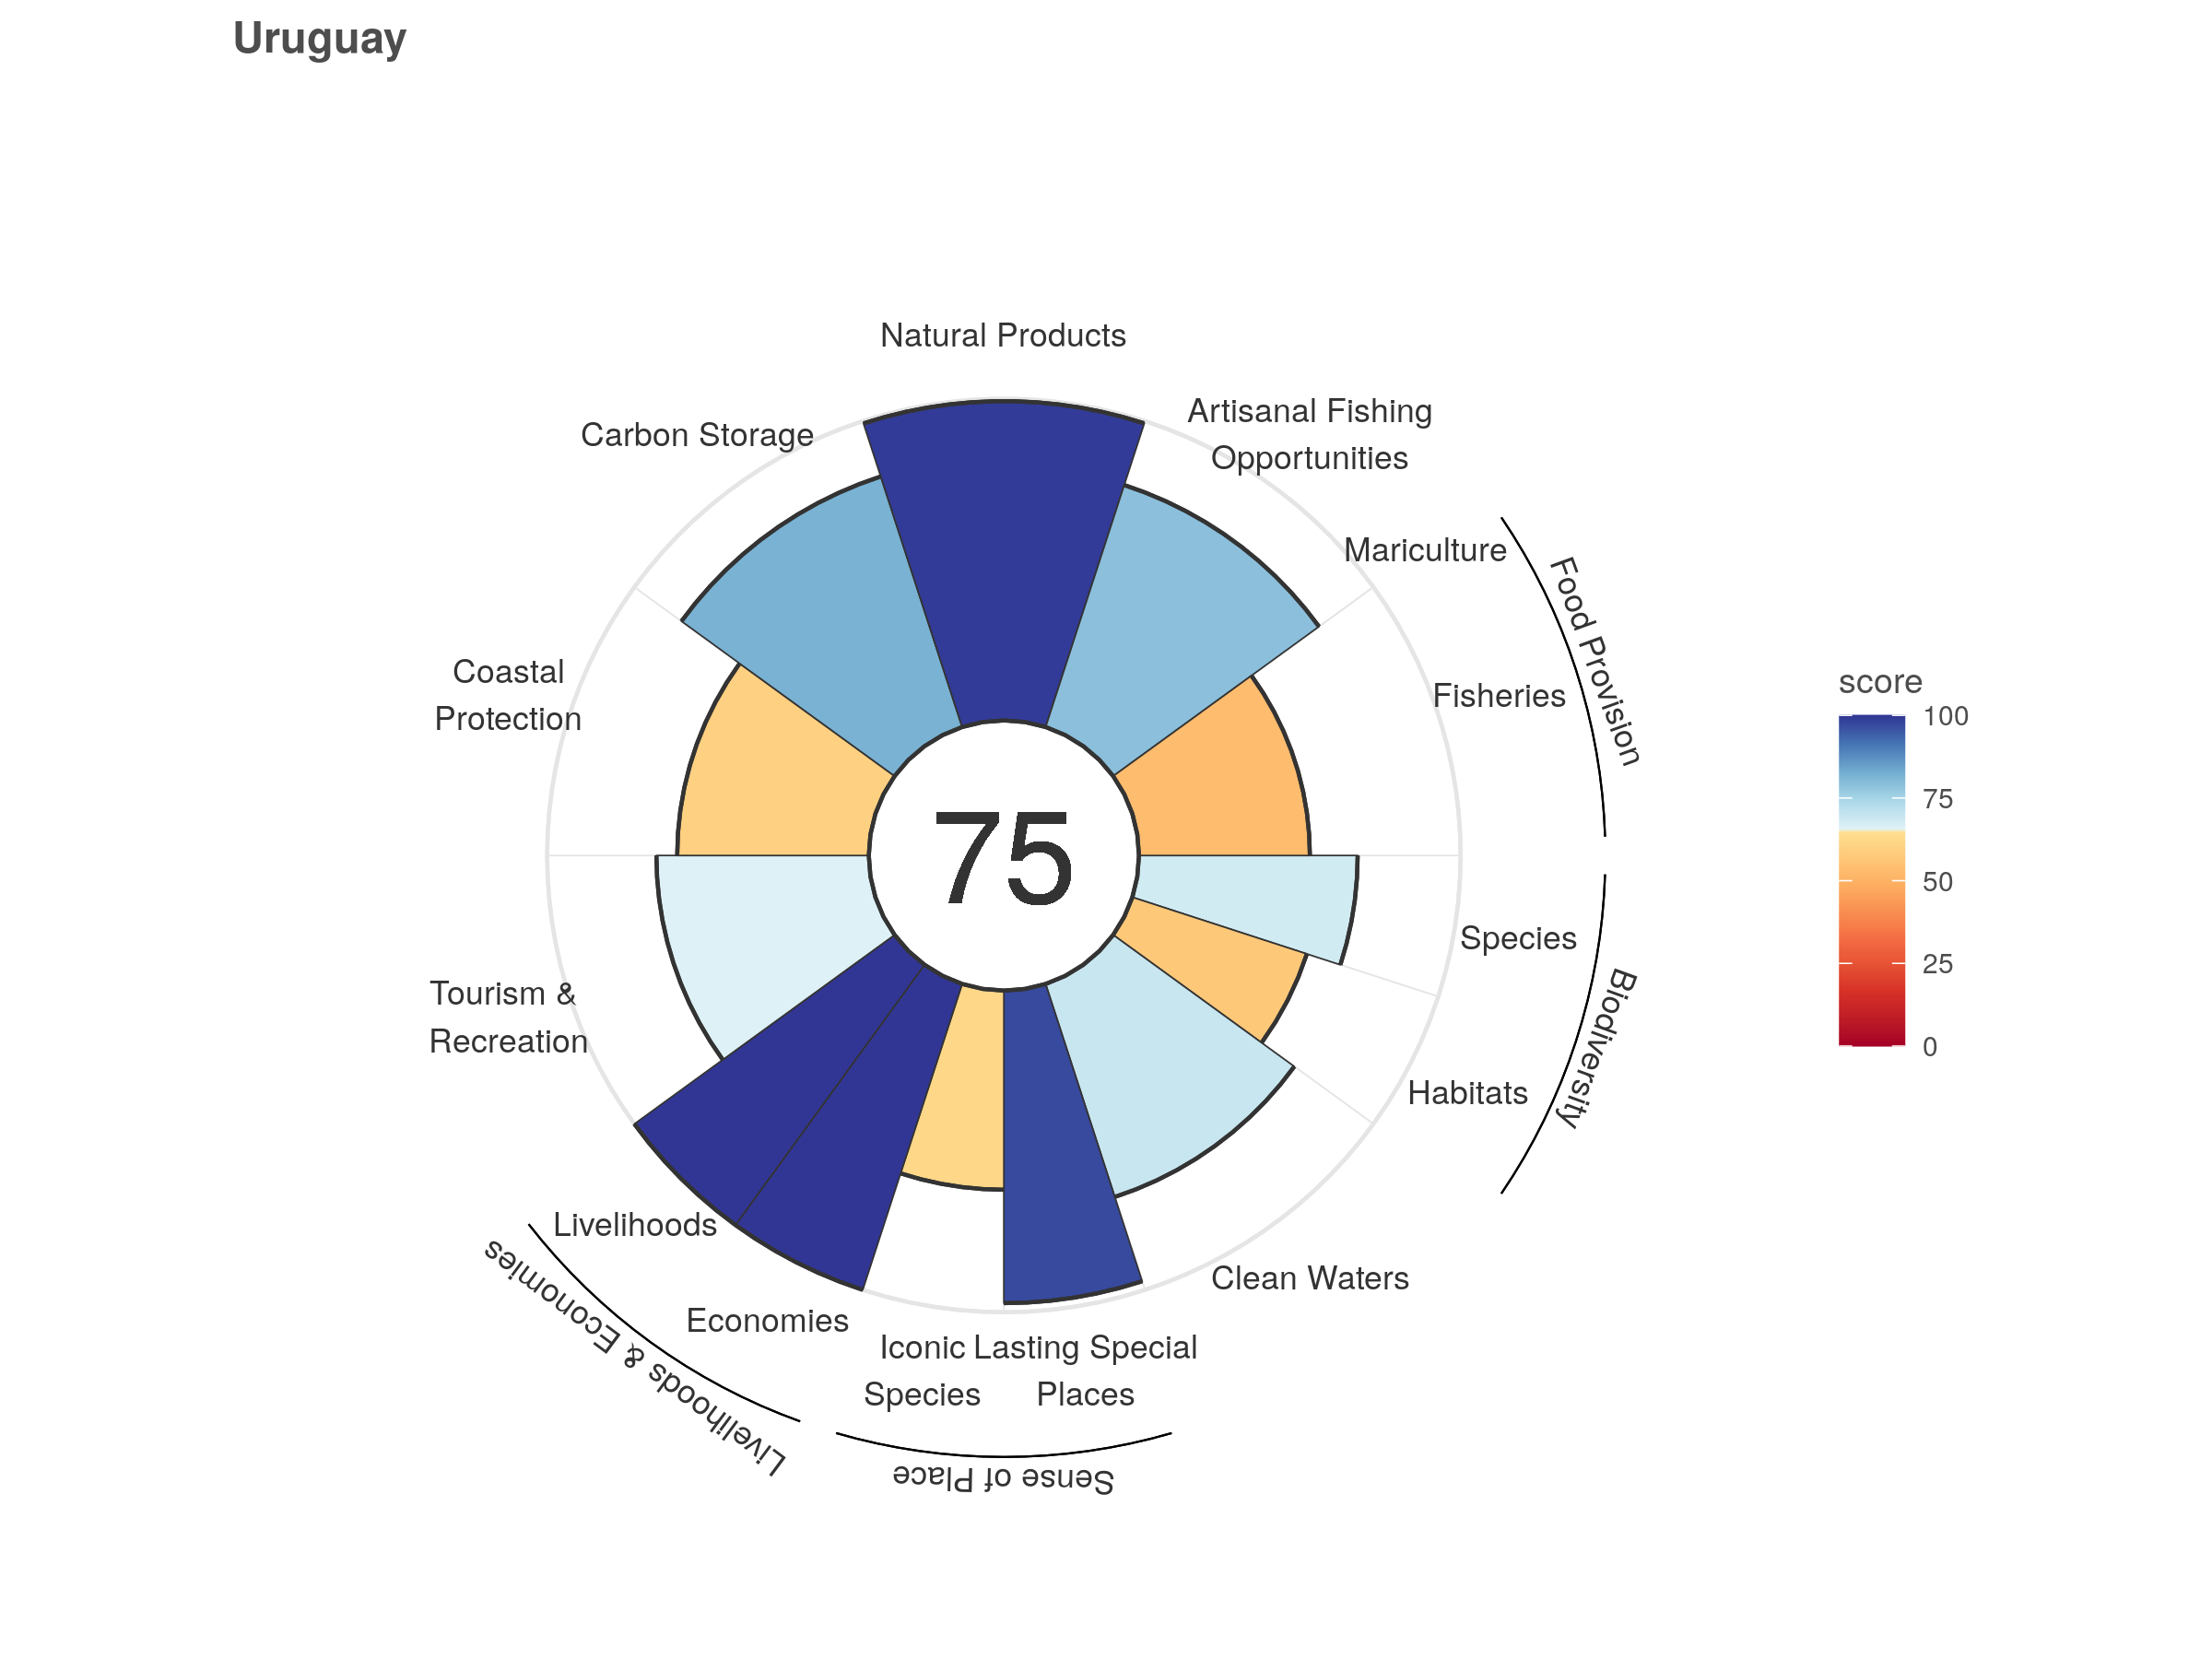 Uruguay
Natural Products
Artisanal Fishing
Opportunities
Carbon Storage
Mariculture
Food Provision
Fisheries
Coastal
Protection
75
Species
Biodiversity
Habitats
Tourism &
Recreation
Livelihoods
Livelihoods & Economies
Economies
Clean Waters
Iconic
Species
Lasting Special
Places
Sense of Place
score
100
75
50
25
0